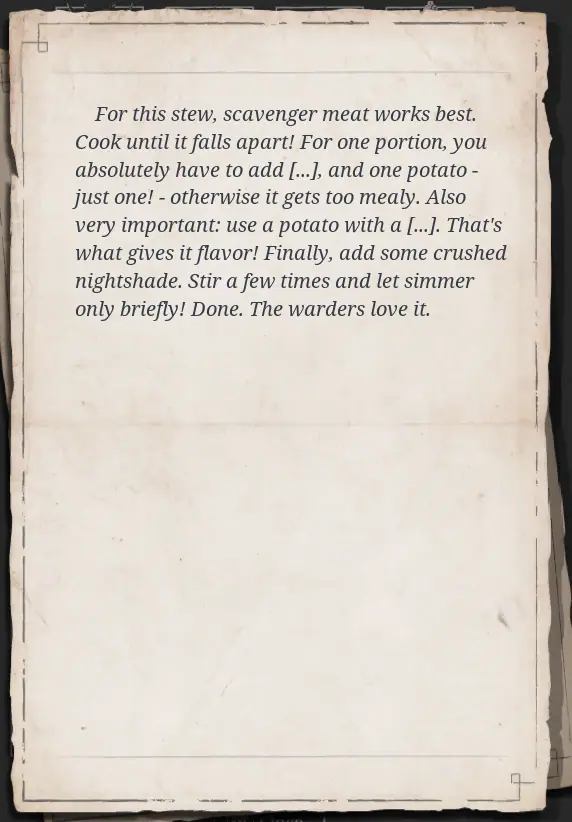 For this stew, scavenger meat works best.
Cook until it falls apart! For one portion, you
absolutely have to add [...], and one potato -
just one! - otherwise it gets too mealy. Also
very important: use a potato with a [...]. That's
what gives it flavor! Finally, add some crushed
nightshade. Stir a few times and let simmer
only briefly! Done. The warders love it.